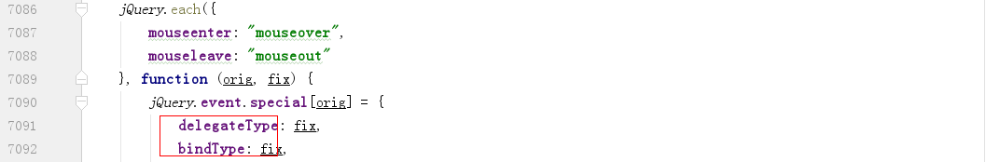 7086 jQuery.each({
7087 mouseenter: "mouseover",
7088 mouseleave: "mouseout"
7089 }, function (orig, fix) {
7090 jQuery.event.special[orig] = {
7091 delegateType: fix,
7092 bindType: fix,